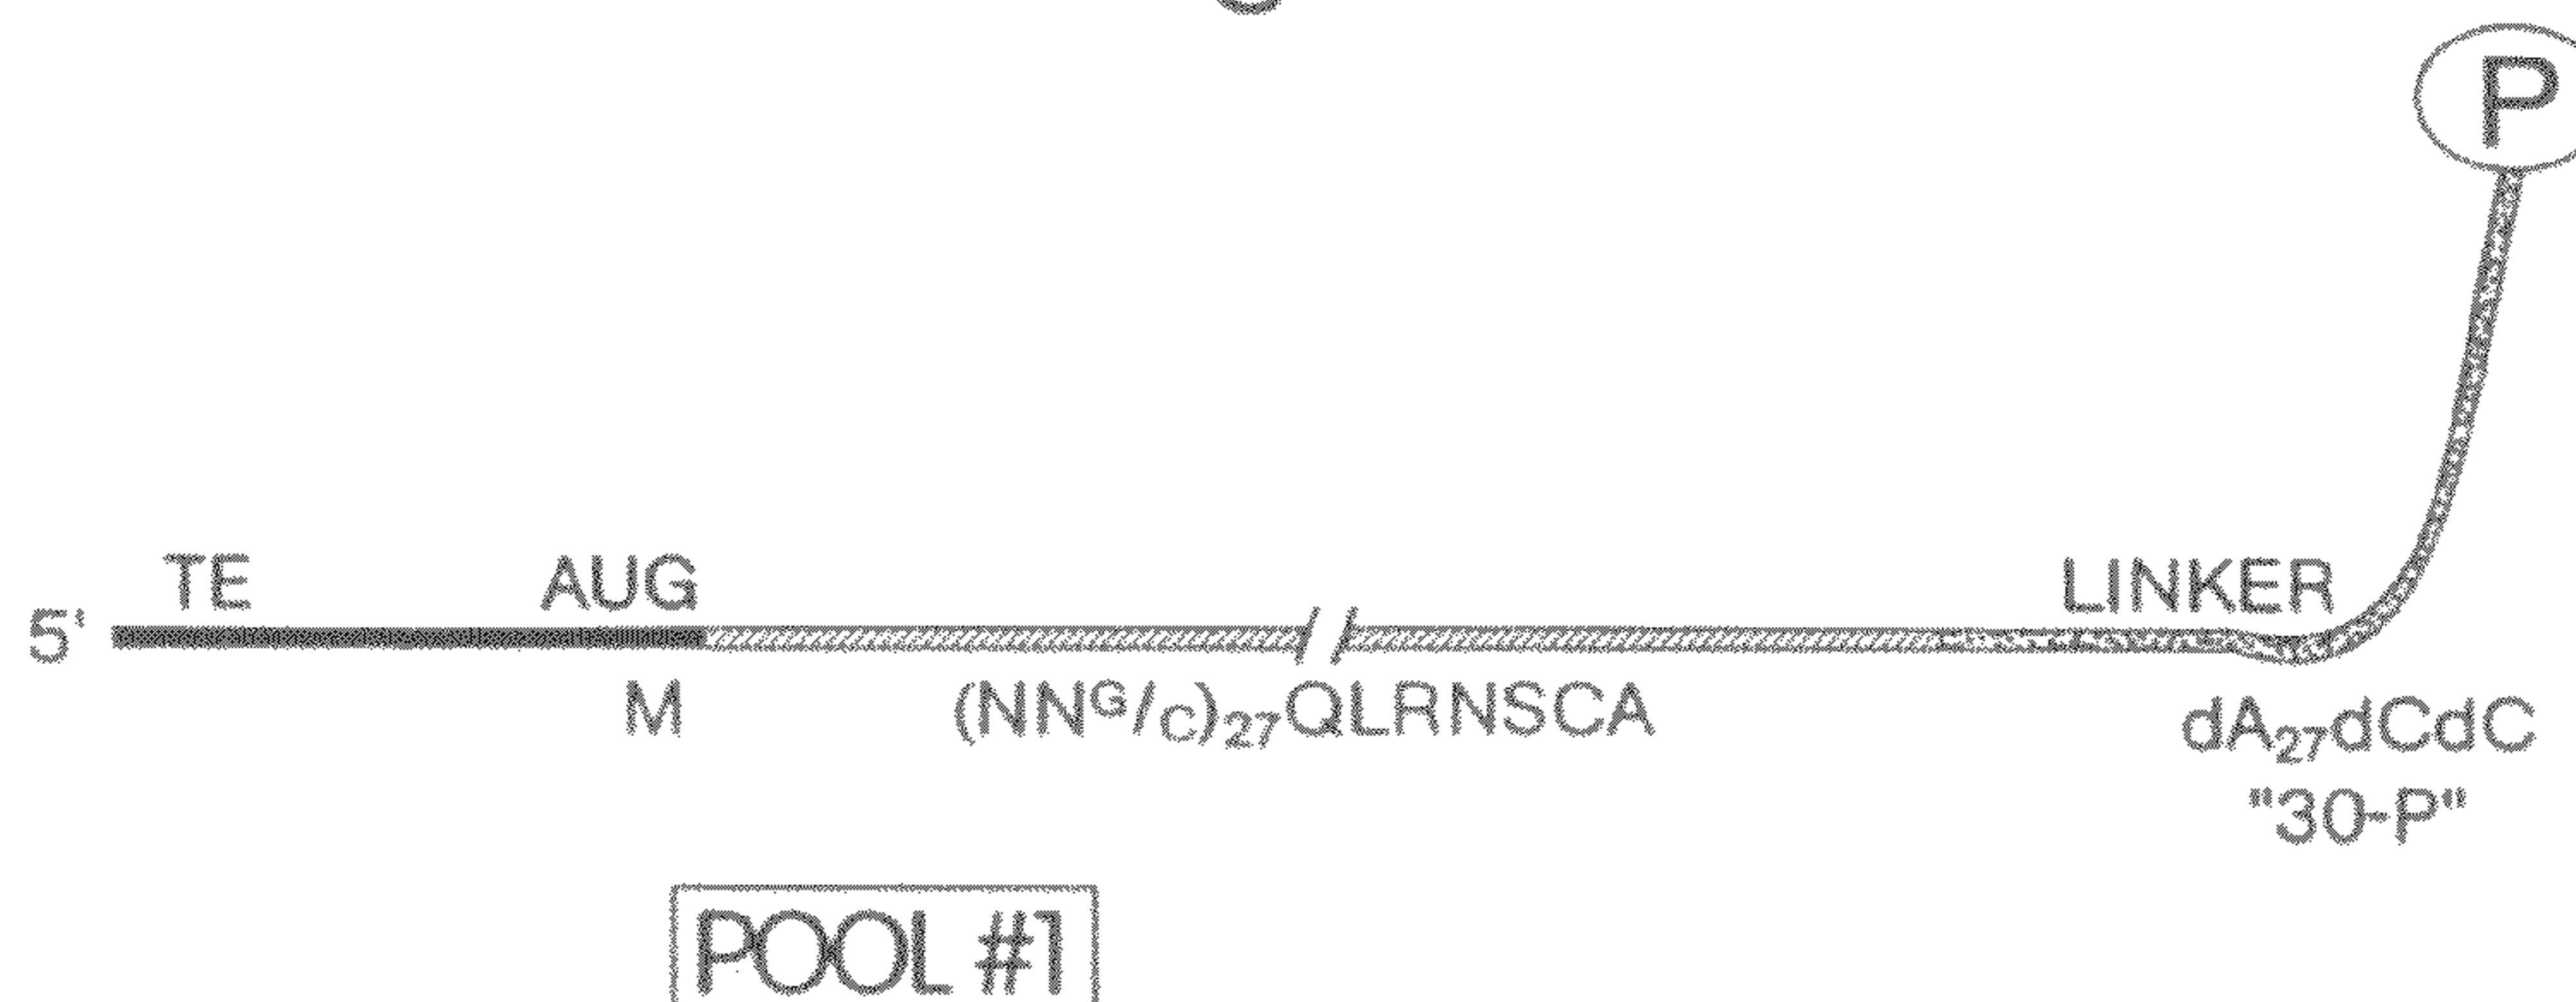 P
TE AUG LINKER
5'
M (NNG/C)27QLRNSCA dA27dCdC
"30-P"
POOL #1